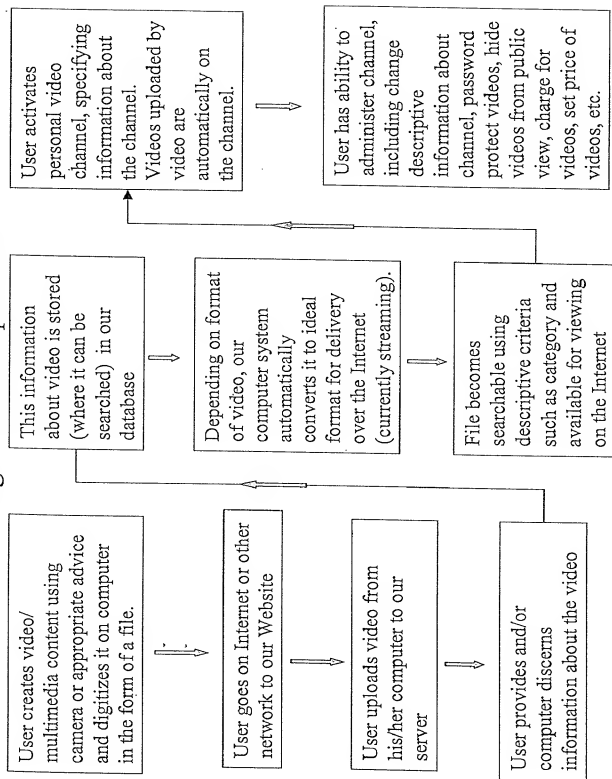 User creates video/
multimedia content using
camera or appropriate advice
and digitizes it on computer
in the form of a file.
User goes on Internet or other
network to our Website
User uploads video from
his/her computer to our
server
User provides and/or
computer discerns
information about the video
This information
about video is stored
(where it can be
searched) in our
database
Depending on format
of video, our
computer system
automatically
converts it to ideal
format for delivery
over the Internet
(currently streaming).
File becomes
searchable using
descriptive criteria
such as category and
available for viewing
on the Internet
User activates
personal video
channel, specifying
information about
the channel.
Videos uploaded by
video are
automatically on
the channel.
User has ability to
administer channel,
including change
descriptive
information about
channel, password
protect videos, hide
videos from public
view, charge for
videos, set price of
videos, etc.